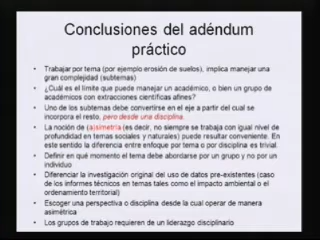 Conclusiones del adéndum
práctico
• Trabajar por tema (por ejemplo erosión de suelos), implica manejar una
gran complejidad (subtemas)
• ¿Cuál es el límite que puede manejar un académico, o bien un grupo de
académicos con extracciones científicas afines?
• Uno de los subtemas debe convertirse en el eje a partir del cual se
incorpora el resto, pero desde una disciplina.
• La noción de (a)simetría (es decir, no siempre se trabaja con igual nivel de
profundidad en temas sociales y naturales) puede resultar conveniente. En
este sentido la diferencia entre enfoque por tema o por disciplina es trivial.
• Definir en qué momento el tema debe abordarse por un grupo y no por un
individuo
• Diferenciar la investigación original del uso de datos pre-existentes (caso
de los informes técnicos en temas tales como el impacto ambiental o el
ordenamiento territorial)
• Escoger una perspectiva o disciplina desde la cual operar de manera
asimétrica
• Los grupos de trabajo requieren de un liderazgo disciplinario